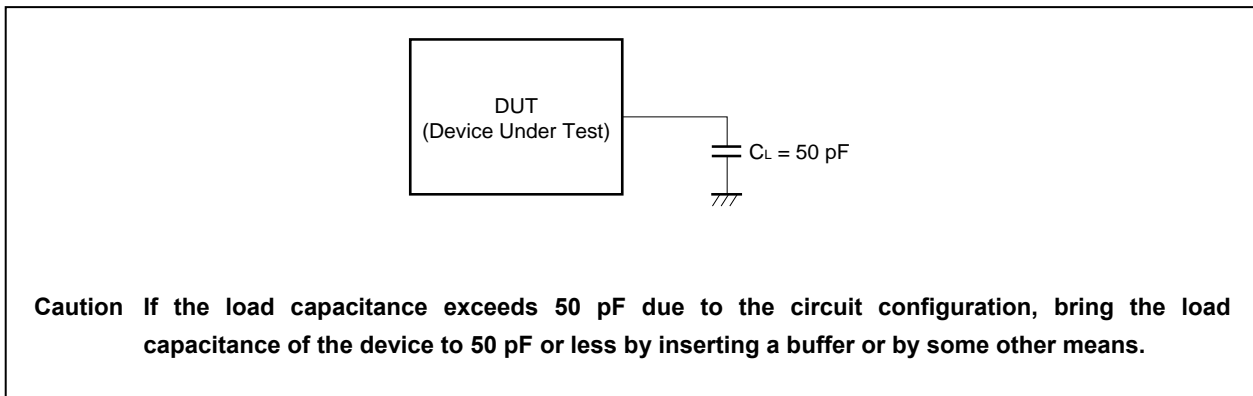 DUT
(Device Under Test)
CL = 50 pF
Caution If the load capacitance exceeds 50 pF due to the circuit configuration, bring the load
capacitance of the device to 50 pF or less by inserting a buffer or by some other means.